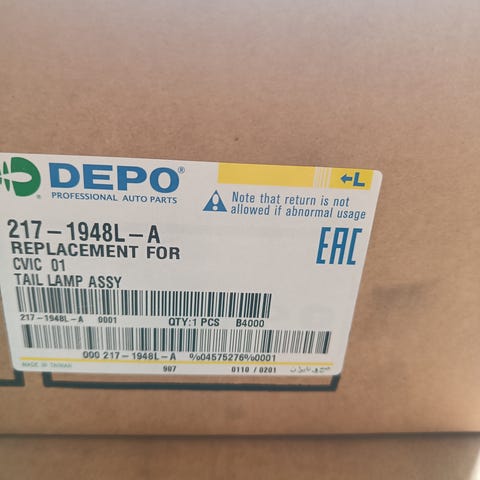 DEPO®
PROFESSIONAL AUTO PARTS
←L
Note that return is not
allowed if abnormal usage
217-1948L-A
REPLACEMENT FOR
CVIC 01
TAIL LAMP ASSY
EAC
217-1948L-A 0001 QTY:1 PCS B4000
000 217-1948L-A %04575276%0001
MADE IN TAIWAN 907 0110 / 0201